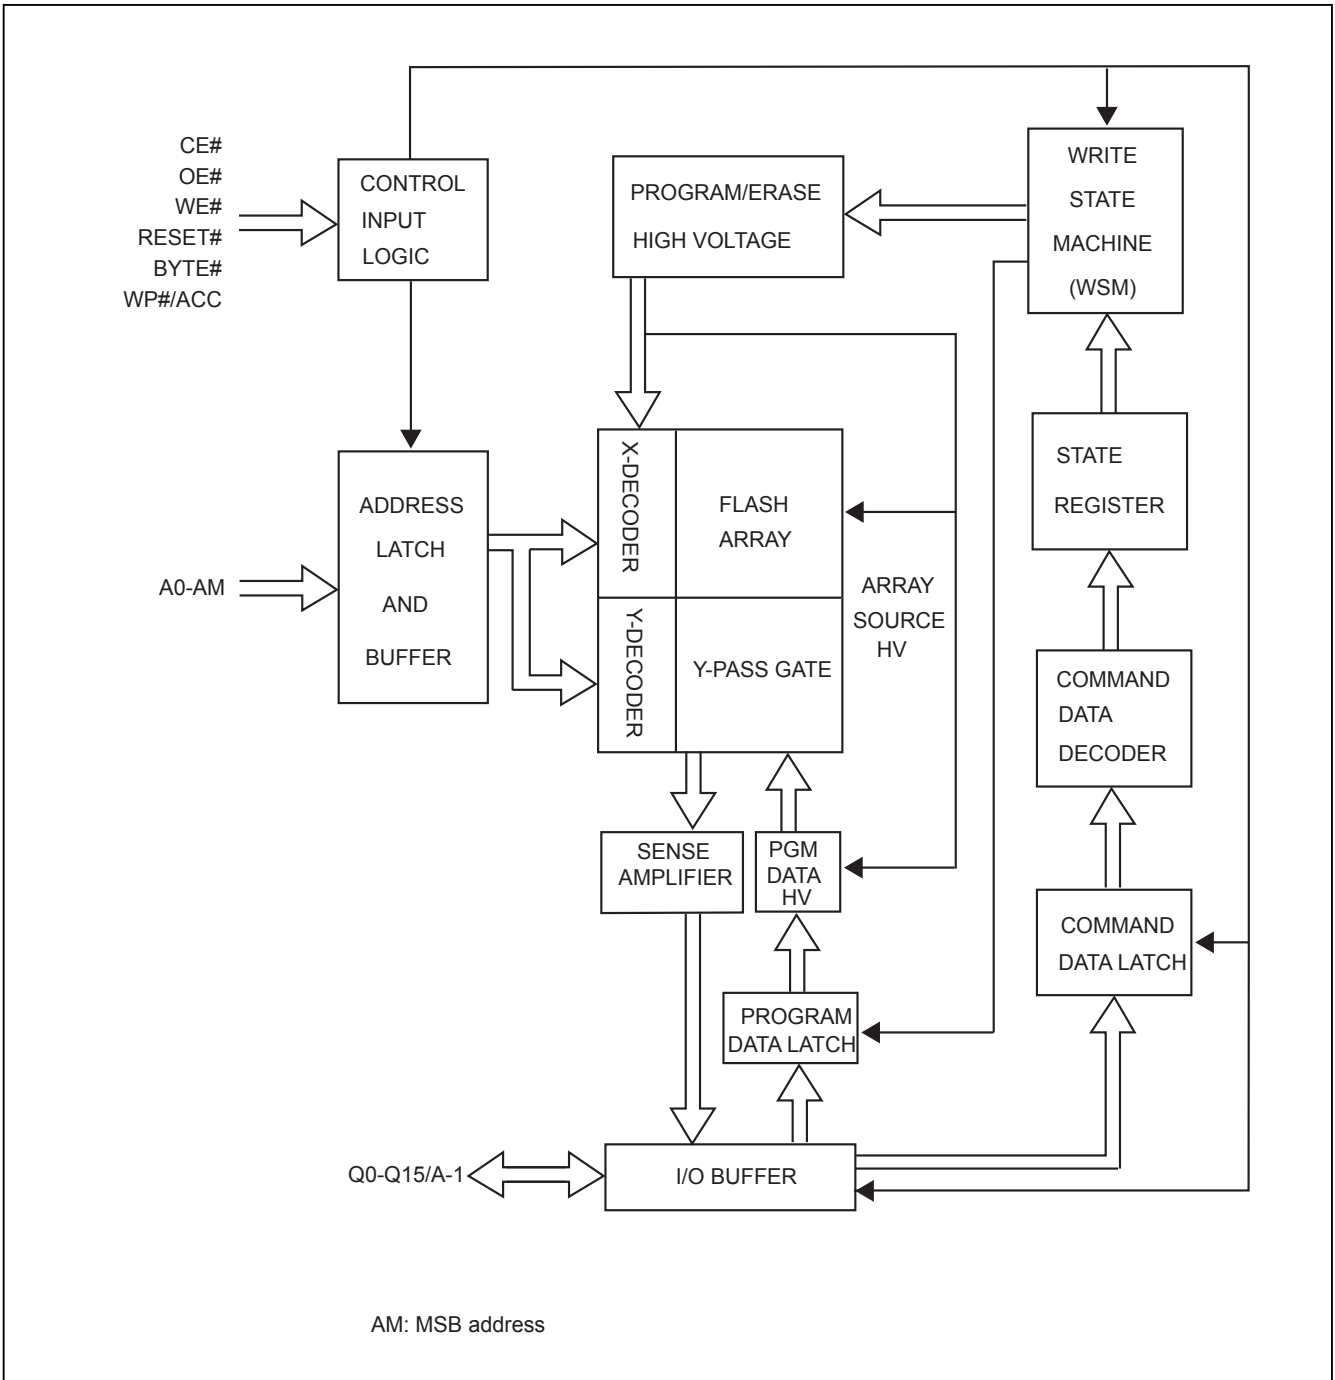 CE#
OE#
WE#
RESET#
BYTE#
WP#/ACC
CONTROL
INPUT
LOGIC
PROGRAM/ERASE
HIGH VOLTAGE
WRITE
STATE
MACHINE
(WSM)
STATE
REGISTER
A0-AM
ADDRESS
LATCH
AND
BUFFER
X-DECODER
FLASH
ARRAY
Y-DECODER
Y-PASS GATE
ARRAY
SOURCE
HV
COMMAND
DATA
DECODER
SENSE
AMPLIFIER
PGM
DATA
HV
COMMAND
DATA LATCH
PROGRAM
DATA LATCH
Q0-Q15/A-1
I/O BUFFER
AM: MSB address